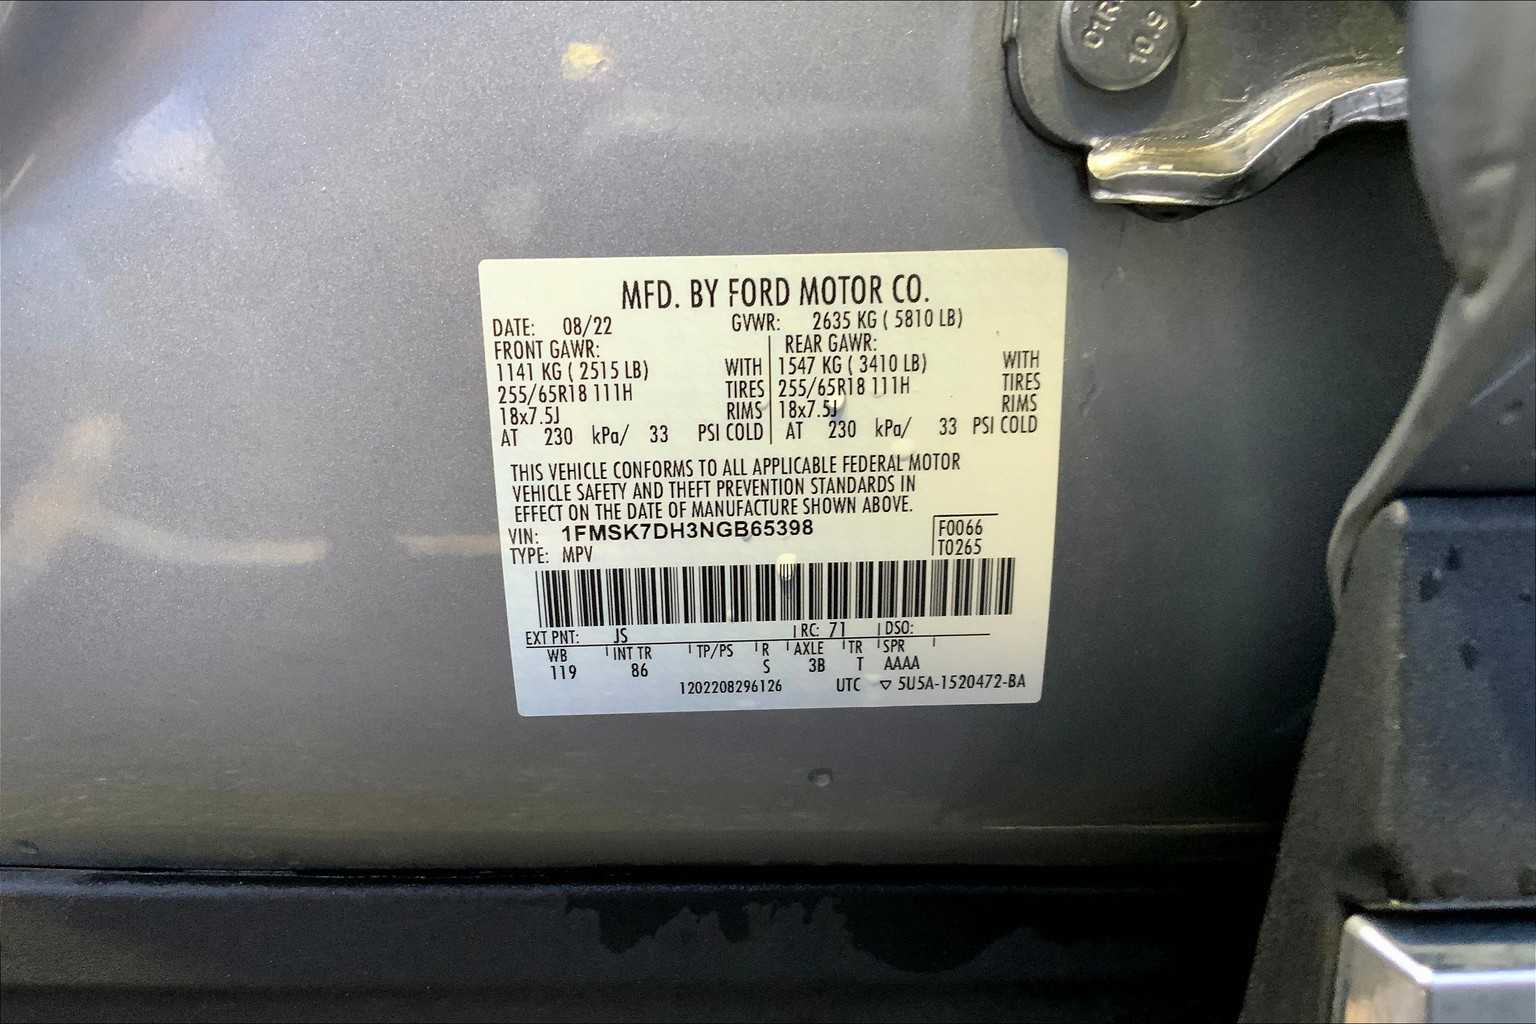 10.9
MFD. BY FORD MOTOR CO.
DATE: 08/22 GVWR: 2635 KG ( 5810 LB)
FRONT GAWR: REAR GAWR:
1141 KG ( 2515 LB) WITH 1547 KG ( 3410 LB) WITH
255/65R18 111H TIRES 255/65R18 111H TIRES
18x7.5J RIMS 18x7.5J RIMS
AT 230 kPa/ 33 PSI COLD AT 230 kPa/ 33 PSI COLD
THIS VEHICLE CONFORMS TO ALL APPLICABLE FEDERAL MOTOR
VEHICLE SAFETY AND THEFT PREVENTION STANDARDS IN
EFFECT ON THE DATE OF MANUFACTURE SHOWN ABOVE.
VIN: 1FMSK7DH3NGB65398 F0066
TYPE: MPV T0265
EXT PNT: JS RC: 71 DSO:
WB INT TR TP/PS R AXLE TR SPR
119 86 S 3B T AAAA
1202208296126 UTC ▽ 5U5A-1520472-BA